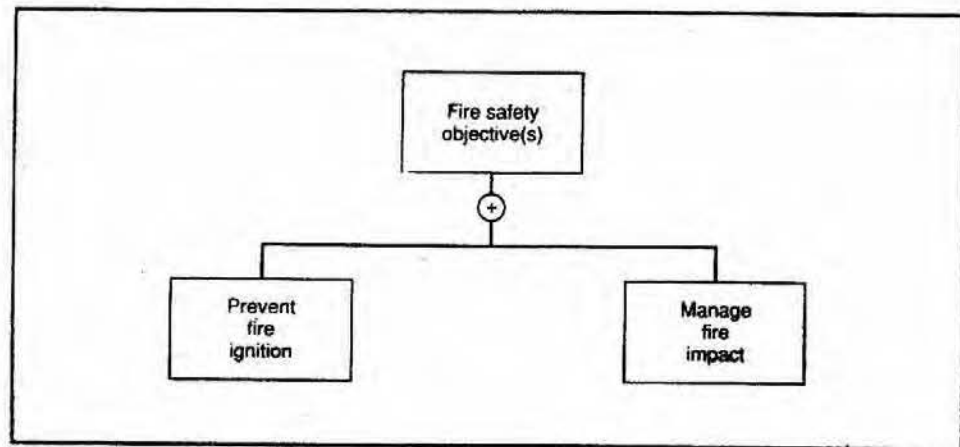 Fire safety
objective(s)
+
Prevent
fire
ignition
Manage
fire
impact